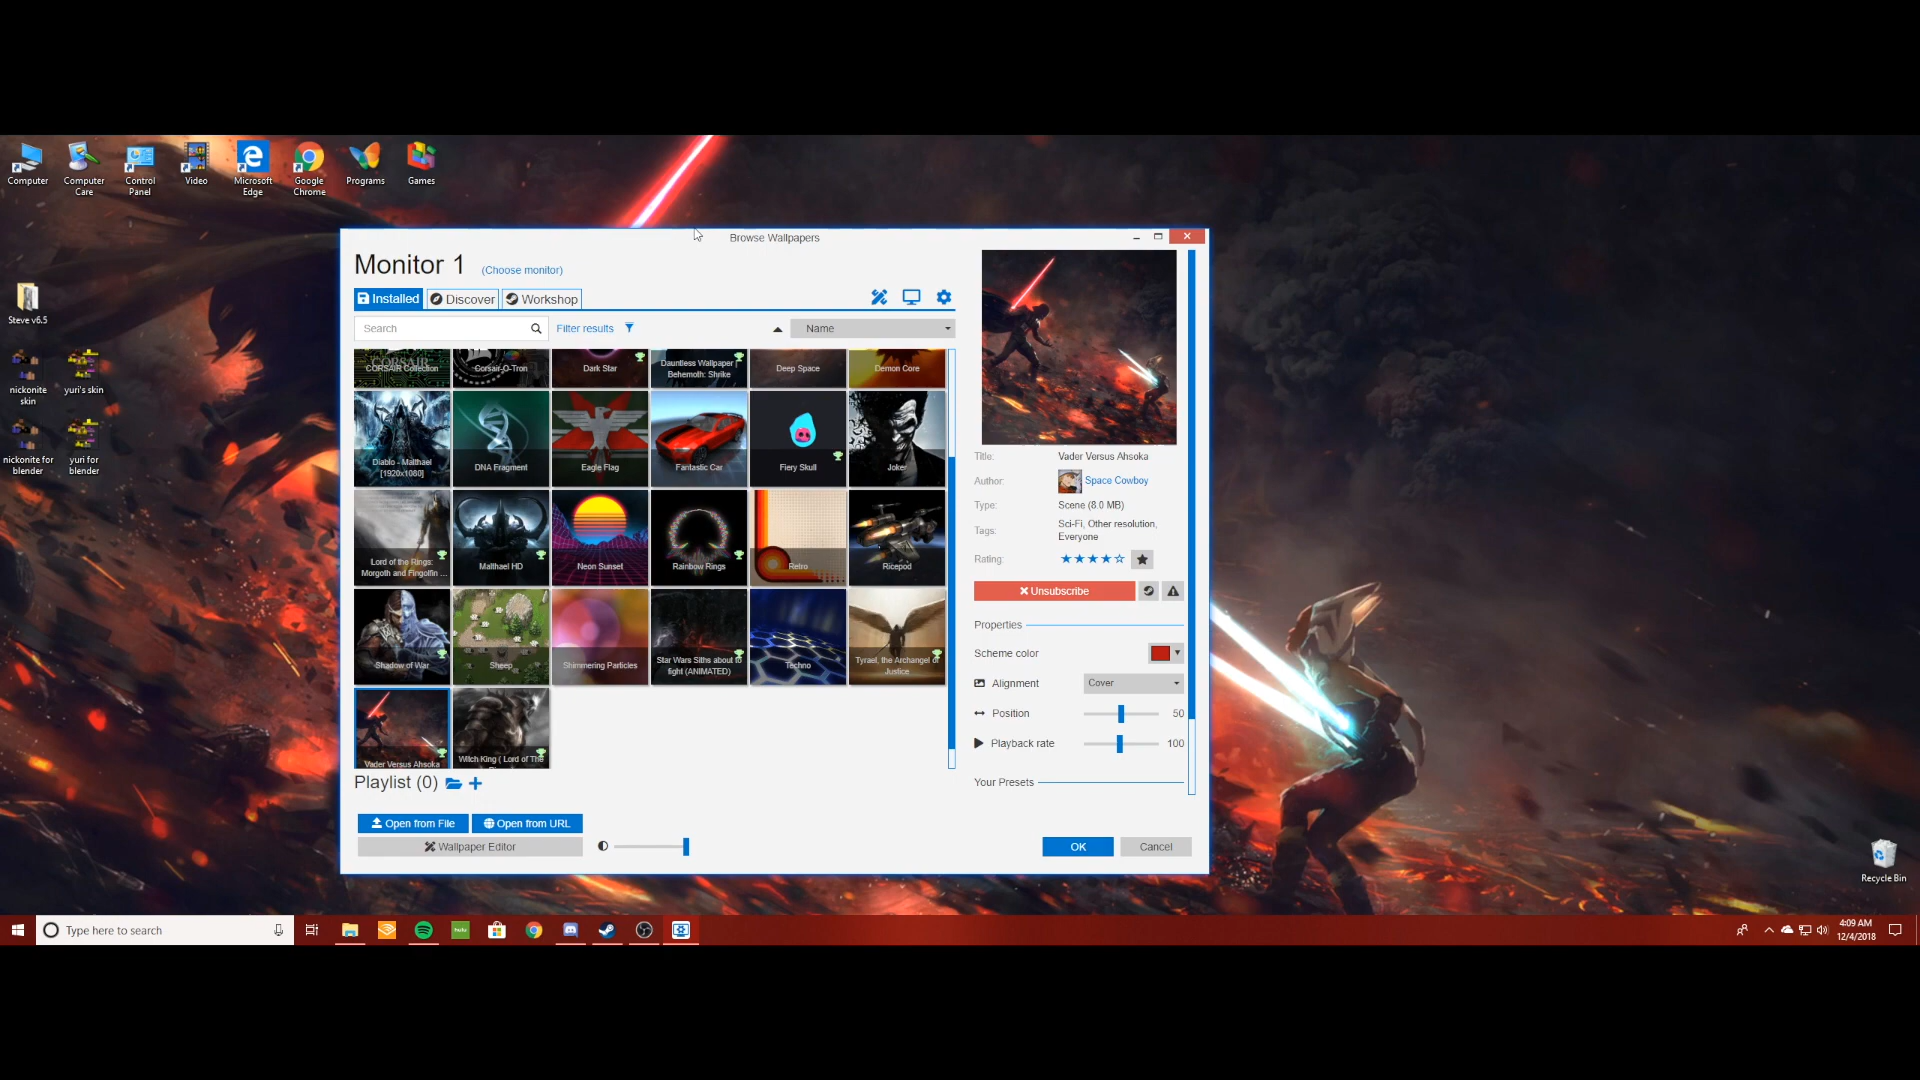 Computer
Computer Care
Control Panel
Video
Microsoft Edge
Google Chrome
Programs
Games
Steve v6.5
nickonite skin
yuri's skin
nickonite for blender
yuri for blender
Recycle Bin
Browse Wallpapers
Monitor 1 (Choose monitor)
Installed Discover Workshop
Search Filter results Name
CORSAIR Collection
Corsair-O-Tron
Dark Star
Dauntless Wallpaper Behemoth: Shrike
Deep Space
Demon Core
Diablo - Malthael [1920x1080]
DNA Fragment
Eagle Flag
Fantastic Car
Fiery Skull
Joker
Lord of the Rings: Morgoth and Fingolfin ...
Malthael HD
Neon Sunset
Rainbow Rings
Retro
Ricepod
Shadow of War
Sheep
Shimmering Particles
Star Wars Siths about to fight (ANIMATED)
Techno
Tyrael, the Archangel of Justice
Vader Versus Ahsoka
Witch King ( Lord of The
Playlist (0)
Open from File Open from URL
Wallpaper Editor
Title: Vader Versus Ahsoka
Author: Space Cowboy
Type: Scene (8.0 MB)
Tags: Sci-Fi, Other resolution, Everyone
Rating:
Unsubscribe
Properties
Scheme color
Alignment Cover
Position 50
Playback rate 100
Your Presets
OK Cancel
Type here to search
hulu
4:09 AM
12/4/2018